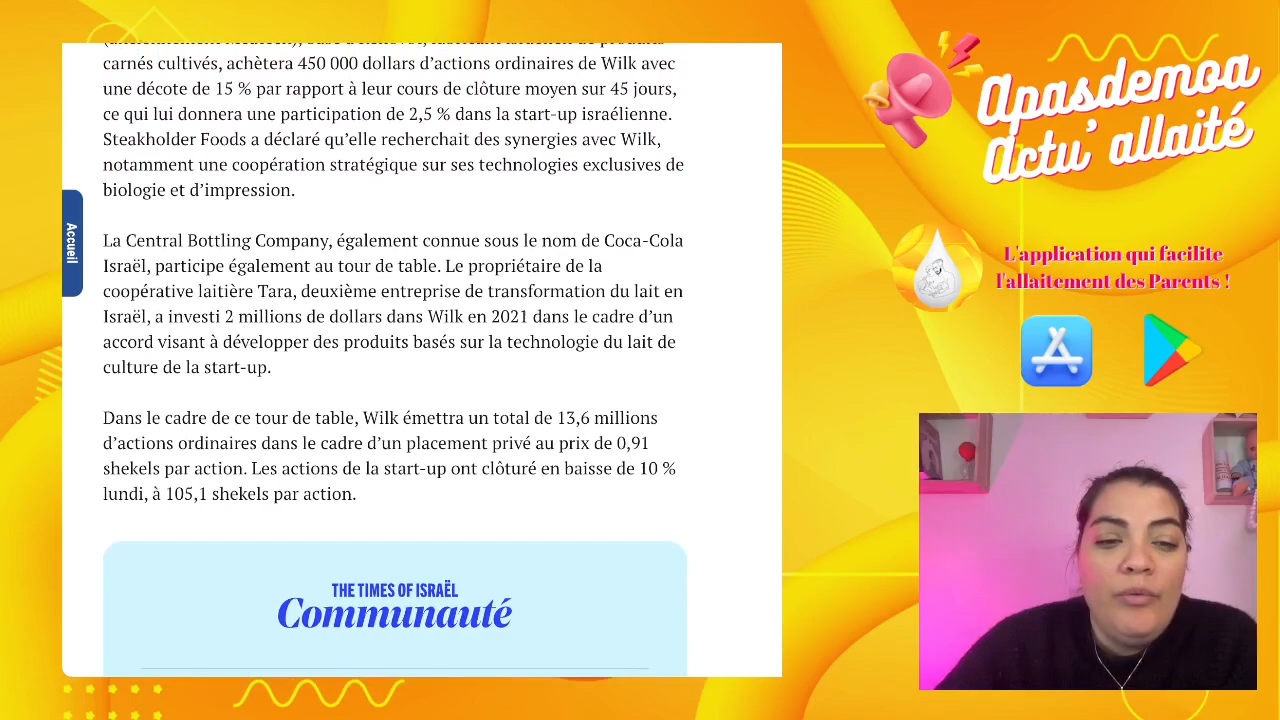 carnés cultivés, achètera 450 000 dollars d’actions ordinaires de Wilk avec
une décote de 15 % par rapport à leur cours de clôture moyen sur 45 jours,
ce qui lui donnera une participation de 2,5 % dans la start-up israélienne.
Steakholder Foods a déclaré qu’elle recherchait des synergies avec Wilk,
notamment une coopération stratégique sur ses technologies exclusives de
biologie et d’impression.
La Central Bottling Company, également connue sous le nom de Coca-Cola
Israël, participe également au tour de table. Le propriétaire de la
coopérative laitière Tara, deuxième entreprise de transformation du lait en
Israël, a investi 2 millions de dollars dans Wilk en 2021 dans le cadre d’un
accord visant à développer des produits basés sur la technologie du lait de
culture de la start-up.
Dans le cadre de ce tour de table, Wilk émettra un total de 13,6 millions
d’actions ordinaires dans le cadre d’un placement privé au prix de 0,91
shekels par action. Les actions de la start-up ont clôturé en baisse de 10 %
lundi, à 105,1 shekels par action.
THE TIMES OF ISRAËL
Communauté
Accueil
Apasdemoa
Actu’ allaité
L'application qui facilite
l'allaitement des Parents !